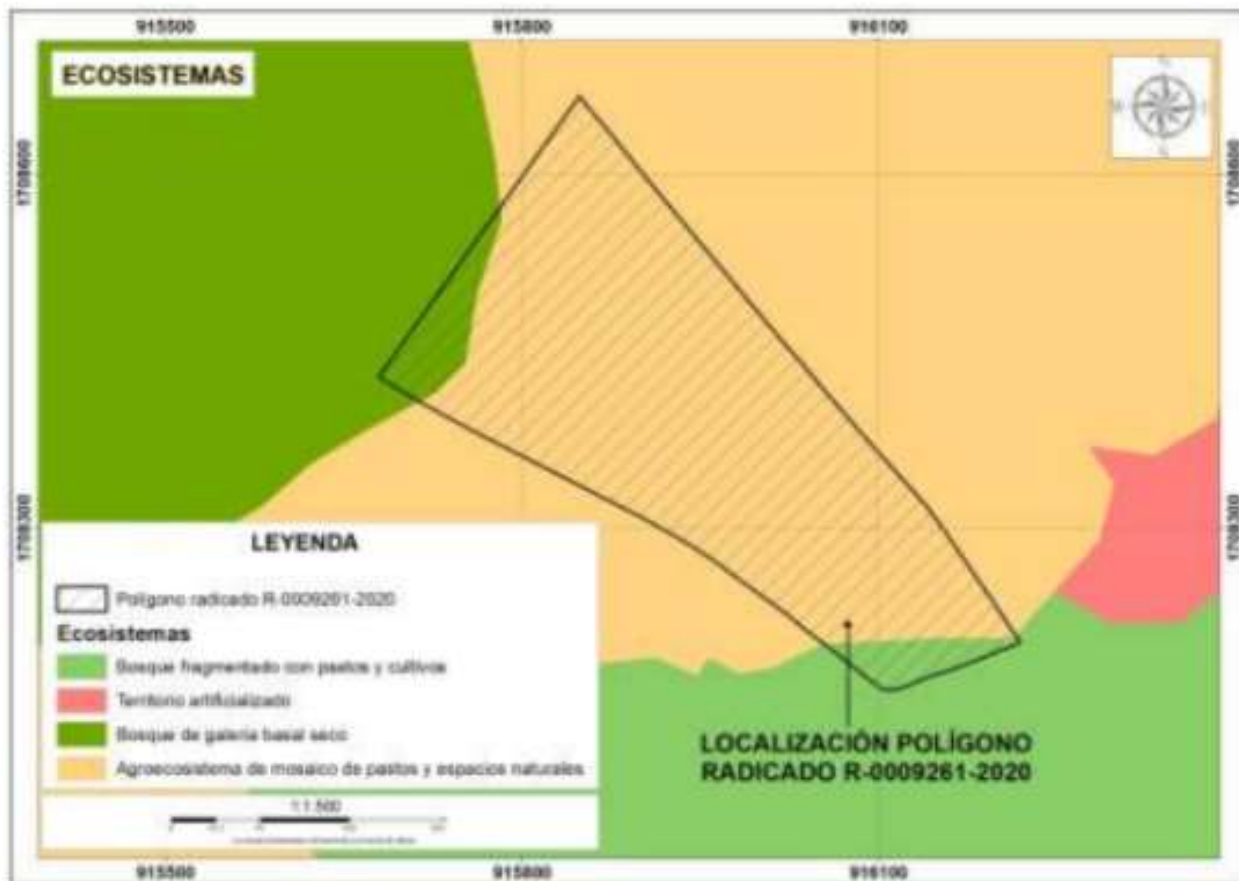 915500 915800 916100
ECOSISTEMAS
1708600 1708600
1708300 1708300
LEYENDA
Polígono radicado R-0009261-2020
Ecosistemas
Bosque fragmentado con pastos y cultivos
Territorio artificializado
Bosque de galería basal seco
Agroecosistema de mosaico de pastos y espacios naturales
1:1.500
LOCALIZACIÓN POLÍGONO
RADICADO R-0009261-2020
915500 915800 916100